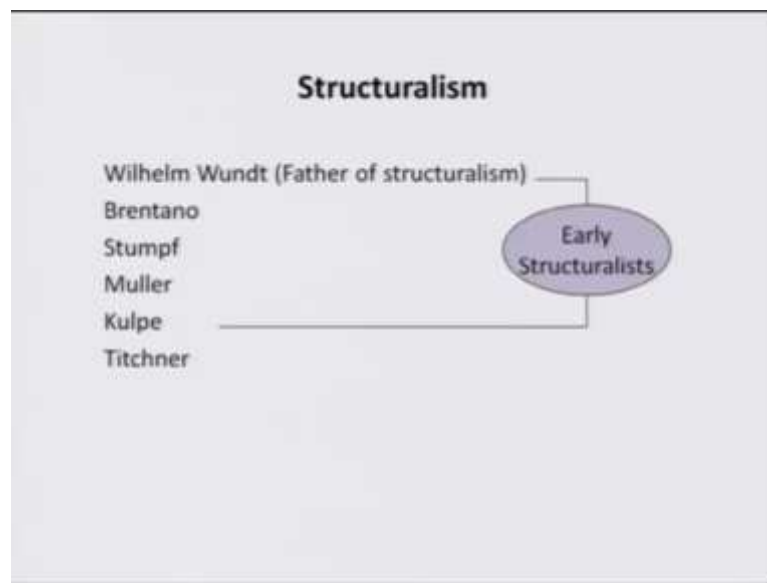 Structuralism
Wilhelm Wundt (Father of structuralism)
Brentano
Stumpf
Muller
Kulpe
Titchner
Early
Structuralists